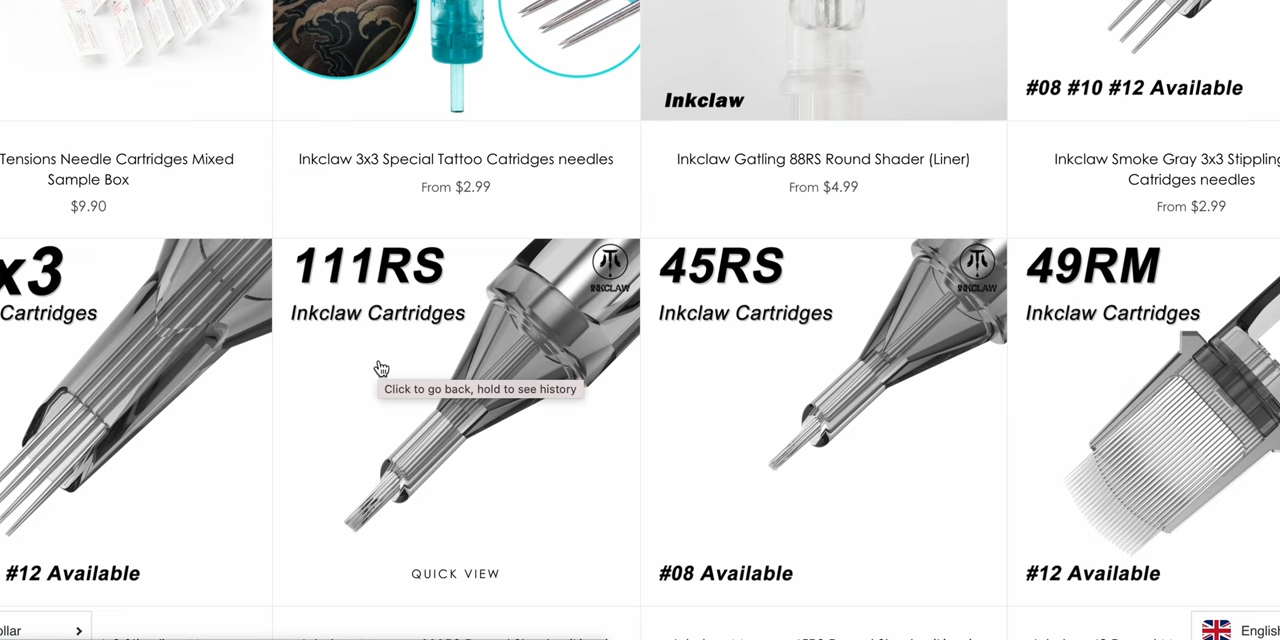 Inkclaw
#08 #10 #12 Available
Tensions Needle Cartridges Mixed
Sample Box
$9.90
Inkclaw 3x3 Special Tattoo Catridges needles
From $2.99
Inkclaw Gatling 88RS Round Shader (Liner)
From $4.99
Inkclaw Smoke Gray 3x3 Stippling
Catridges needles
From $2.99
x3
Cartridges
#12 Available
111RS
Inkclaw Cartridges
INKCLAW
Click to go back, hold to see history
QUICK VIEW
45RS
Inkclaw Cartridges
INKCLAW
#08 Available
49RM
Inkclaw Cartridges
#12 Available
English